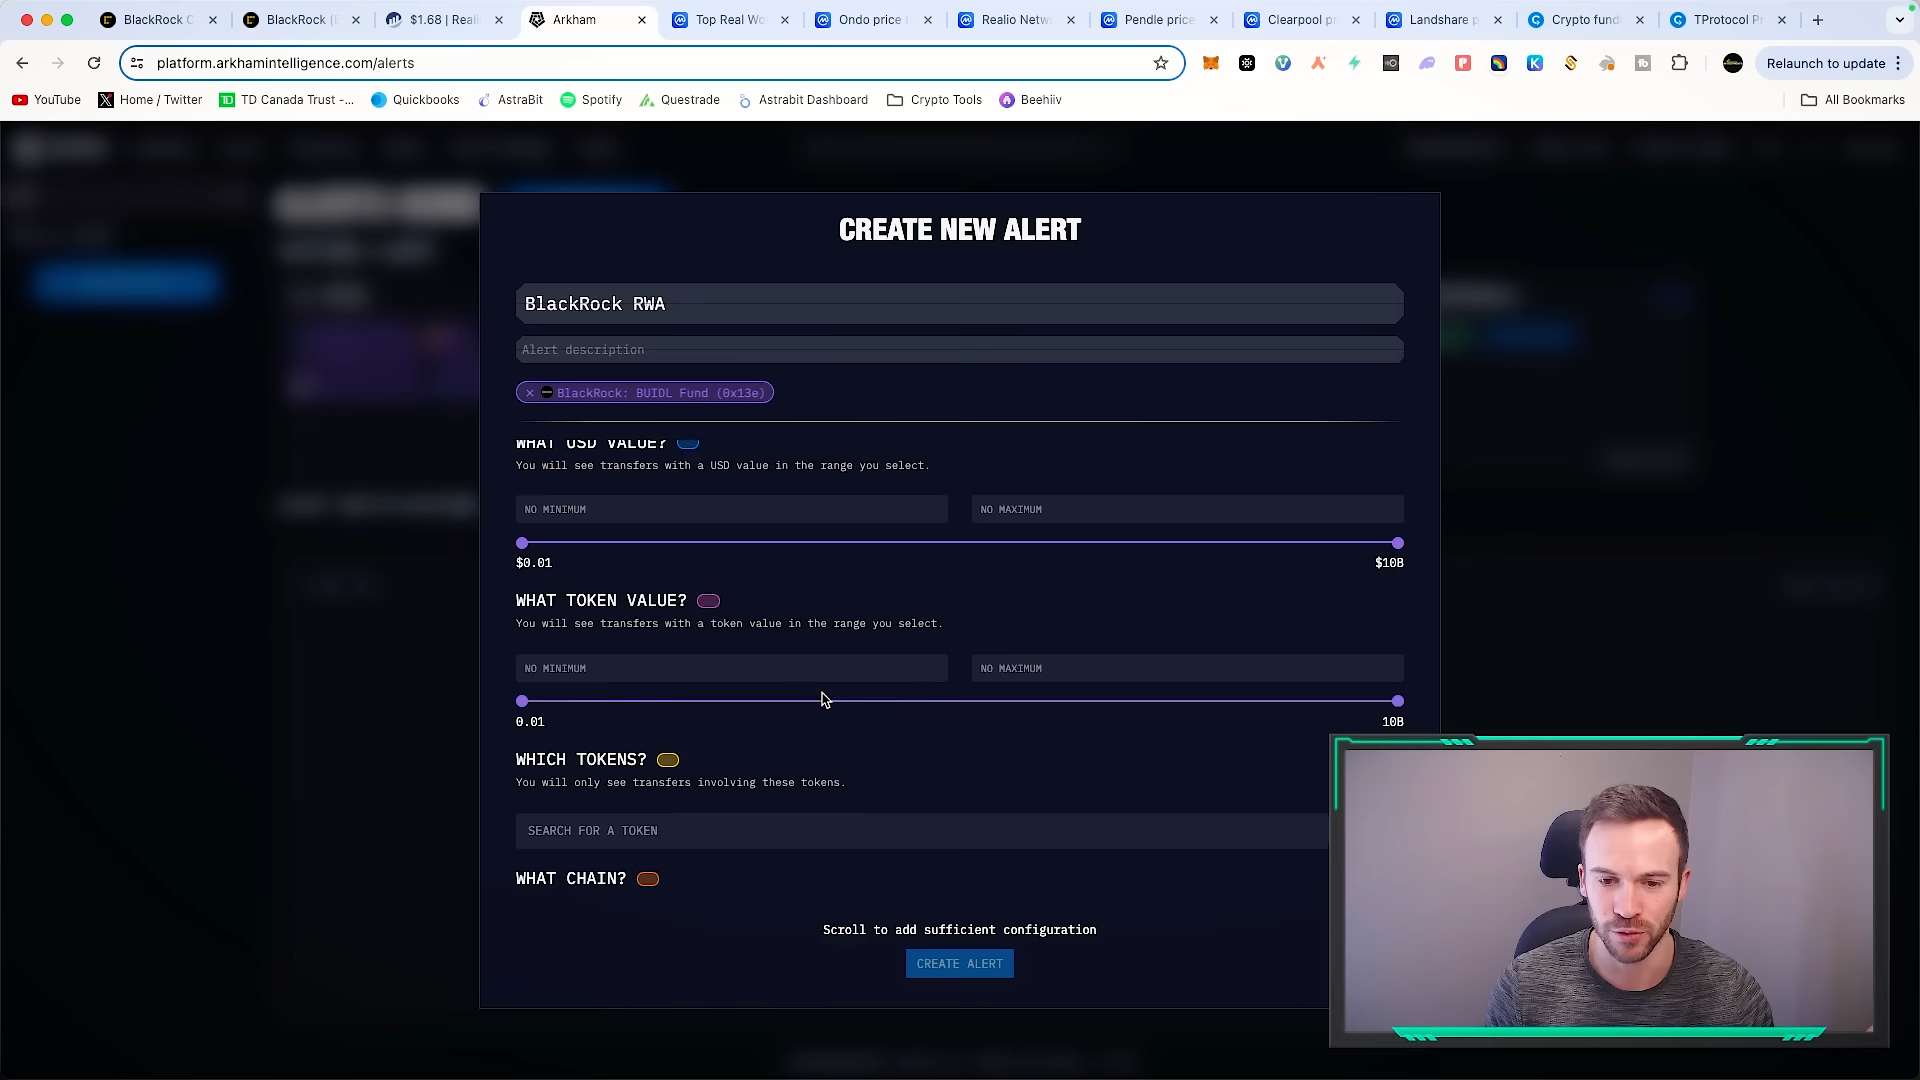 BlackRock C
BlackRock (B
$1.68 | Reali
Arkham
Top Real Wo
Ondo price
Realio Netw
Pendle price
Clearpool p
Landshare p
Crypto fund
TProtocol P
platform.arkhamintelligence.com/alerts
Relaunch to update
YouTube
Home / Twitter
TD Canada Trust -...
Quickbooks
AstraBit
Spotify
Questrade
Astrabit Dashboard
Crypto Tools
Beehiiv
All Bookmarks
CREATE NEW ALERT
BlackRock RWA
Alert description
× BlackRock: BUIDL Fund (0x13e)
WHAT USD VALUE?
You will see transfers with a USD value in the range you select.
NO MINIMUM
NO MAXIMUM
$0.01
$10B
WHAT TOKEN VALUE?
You will see transfers with a token value in the range you select.
NO MINIMUM
NO MAXIMUM
0.01
10B
WHICH TOKENS?
You will only see transfers involving these tokens.
SEARCH FOR A TOKEN
WHAT CHAIN?
Scroll to add sufficient configuration
CREATE ALERT